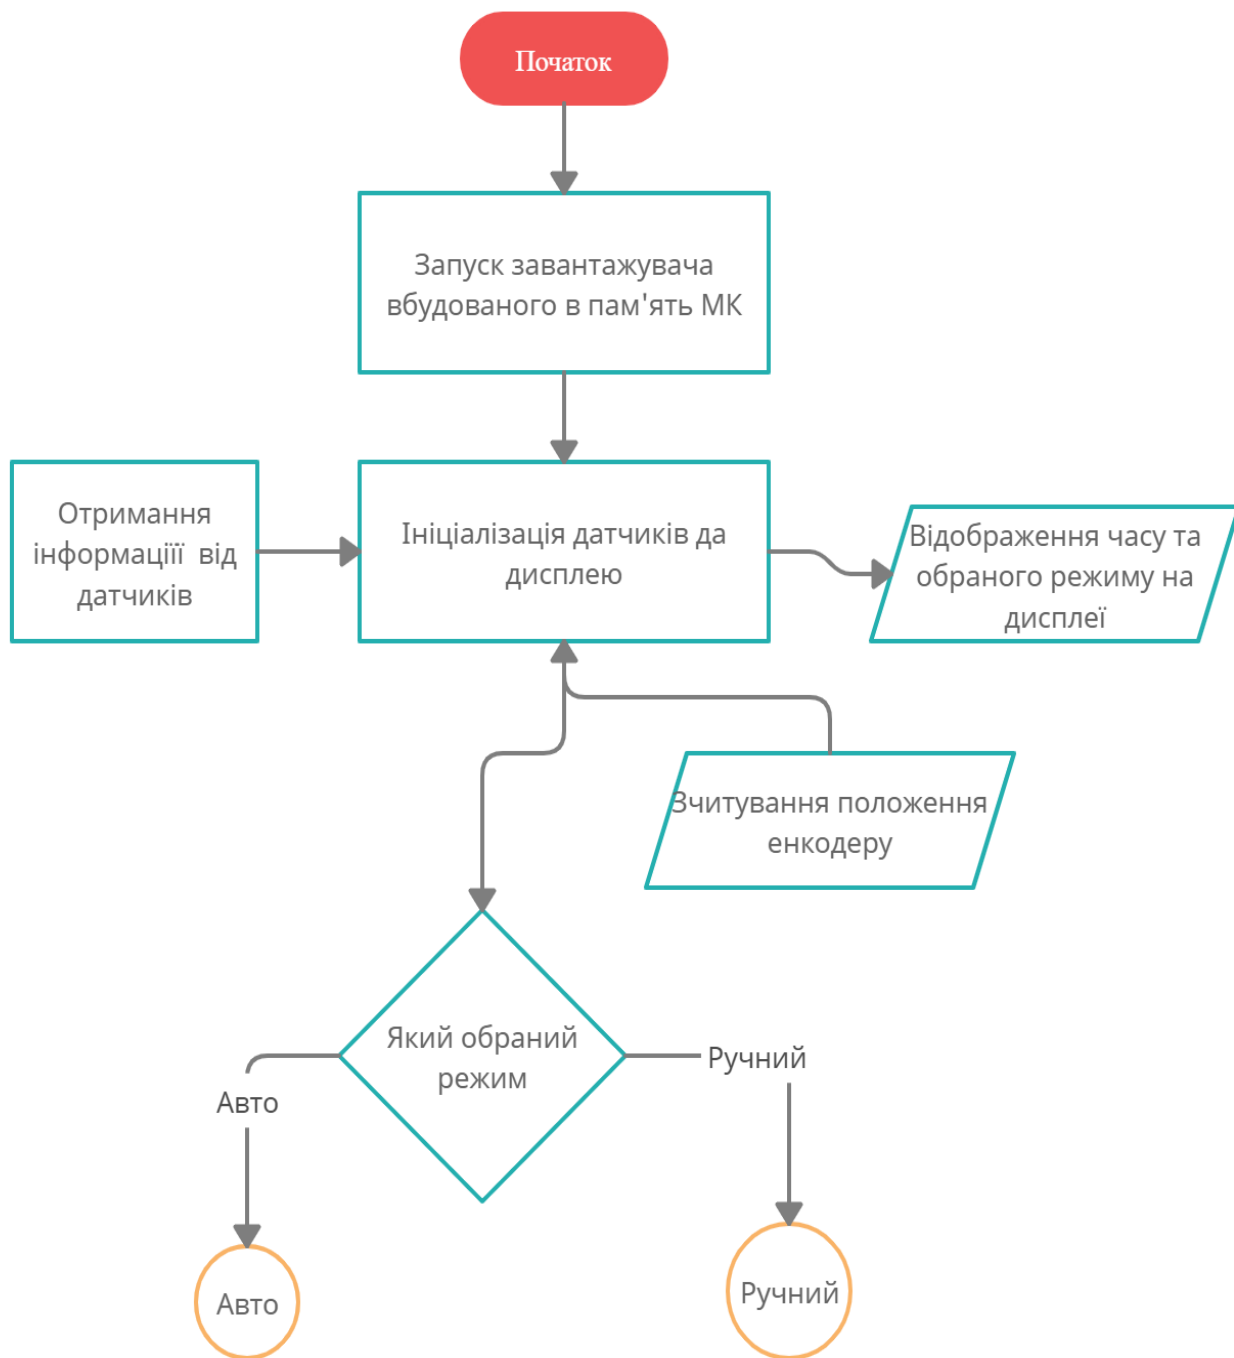 Початок
Запуск завантажувача
вбудованого в пам'ять МК
Отримання
інформаціїї від
датчиків
Ініціалізація датчиків да
дисплею
Відображення часу та
обраного режиму на
дисплеї
Зчитування положення
енкодеру
Який обраний
режим
Ручний
Авто
Авто
Ручний